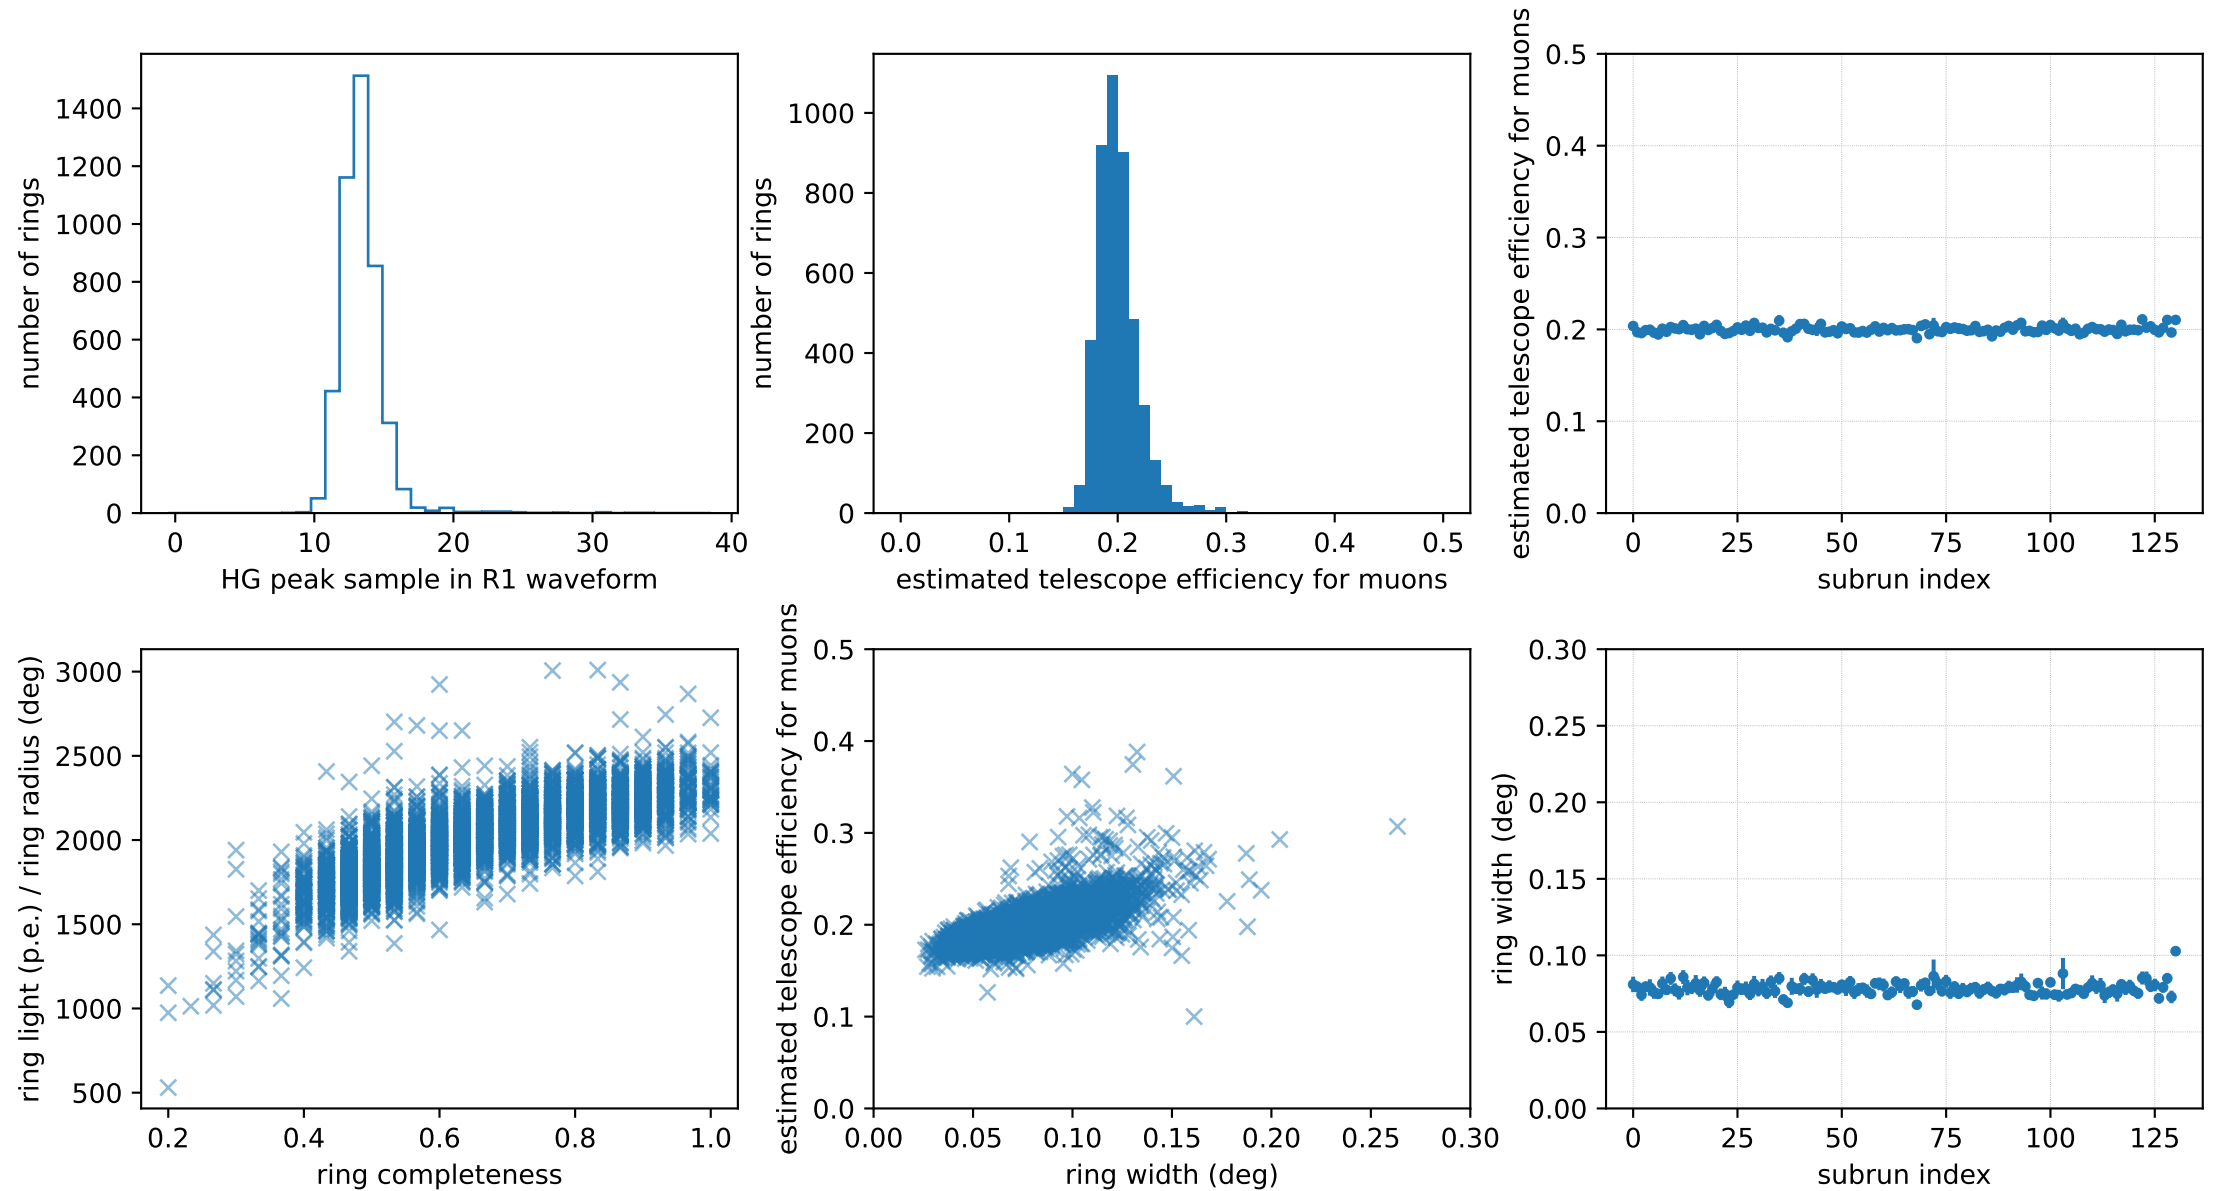 number of rings
1400
1200
1000
800
600
400
200
0
0 10 20 30 40
HG peak sample in R1 waveform
number of rings
1000
800
600
400
200
0
0.0 0.1 0.2 0.3 0.4 0.5
estimated telescope efficiency for muons
estimated telescope efficiency for muons
0.5
0.4
0.3
0.2
0.1
0.0
0 25 50 75 100 125
subrun index
ring light (p.e.) / ring radius (deg)
3000
2500
2000
1500
1000
500
0.2 0.4 0.6 0.8 1.0
ring completeness
estimated telescope efficiency for muons
0.5
0.4
0.3
0.2
0.1
0.0
0.00 0.05 0.10 0.15 0.20 0.25 0.30
ring width (deg)
ring width (deg)
0.30
0.25
0.20
0.15
0.10
0.05
0.00
0 25 50 75 100 125
subrun index